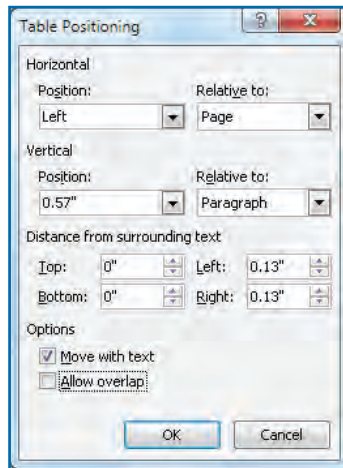 Table Positioning
Horizontal
Position: Relative to:
Left Page
Vertical
Position: Relative to:
0.57" Paragraph
Distance from surrounding text
Top: 0" Left: 0.13"
Bottom: 0" Right: 0.13"
Options
Move with text
Allow overlap
OK Cancel